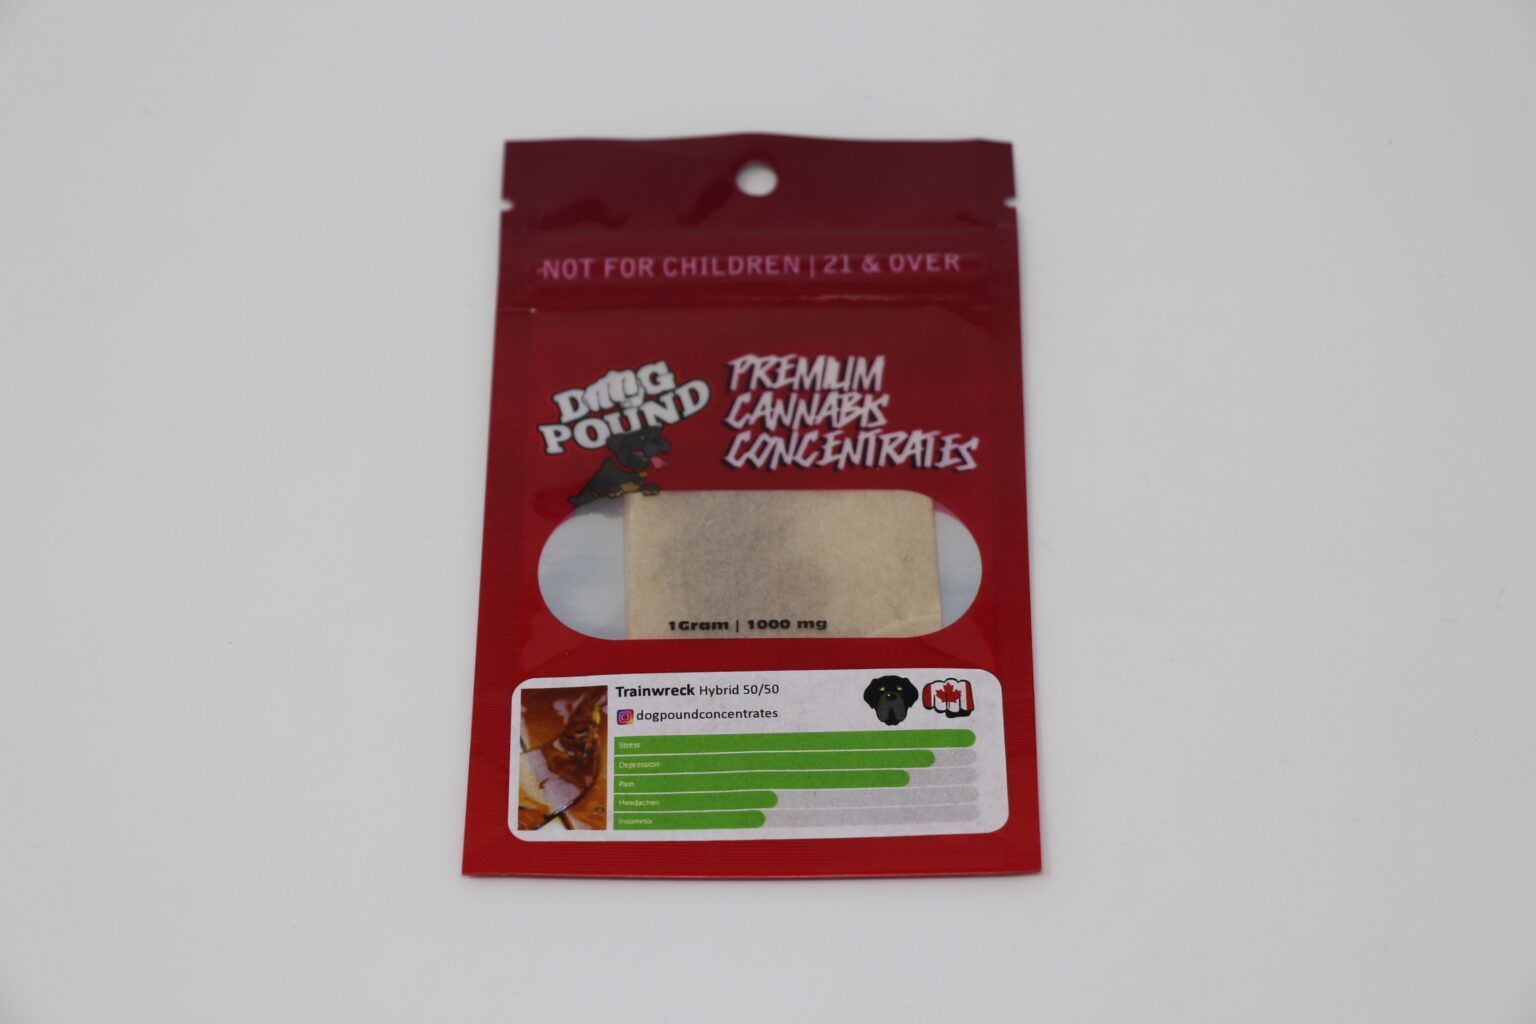 NOT FOR CHILDREN | 21 & OVER
DOG
POUND
PREMIUM
CANNABIS
CONCENTRATES
1Gram | 1000 mg
Trainwreck Hybrid 50/50
dogpoundconcentrates
Stress
Depression
Pain
Headaches
Insomnia